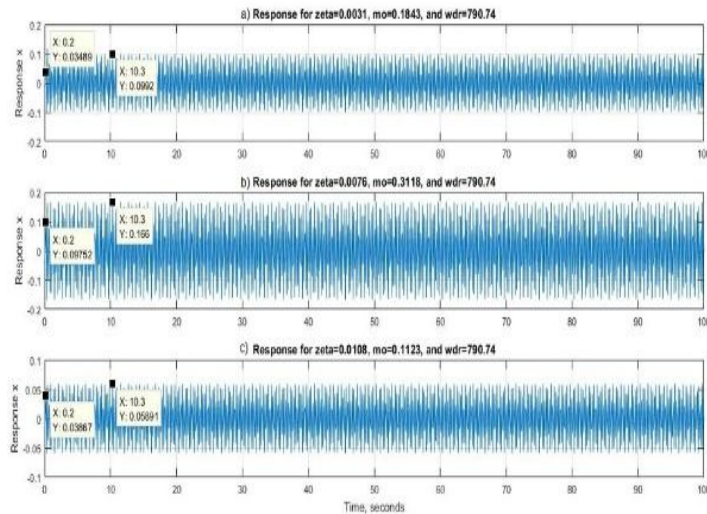 a) Response for zeta=0.0031, mo=0.1843, and wdr=790.74
Response x
0.2
0.1
0
-0.1
-0.2
X: 0.2
Y: 0.03489
X: 10.3
Y: 0.0992
0 10 20 30 40 50 60 70 80 90 100
b) Response for zeta=0.0076, mo=0.3118, and wdr=790.74
Response x
0.2
0.1
0
-0.1
-0.2
X: 0.2
Y: 0.09752
X: 10.3
Y: 0.166
0 10 20 30 40 50 60 70 80 90 100
c) Response for zeta=0.0108, mo=0.1123, and wdr=790.74
Response x
0.1
0.05
0
-0.05
-0.1
X: 0.2
Y: 0.03867
X: 10.3
Y: 0.05891
0 10 20 30 40 50 60 70 80 90 100
Time, seconds